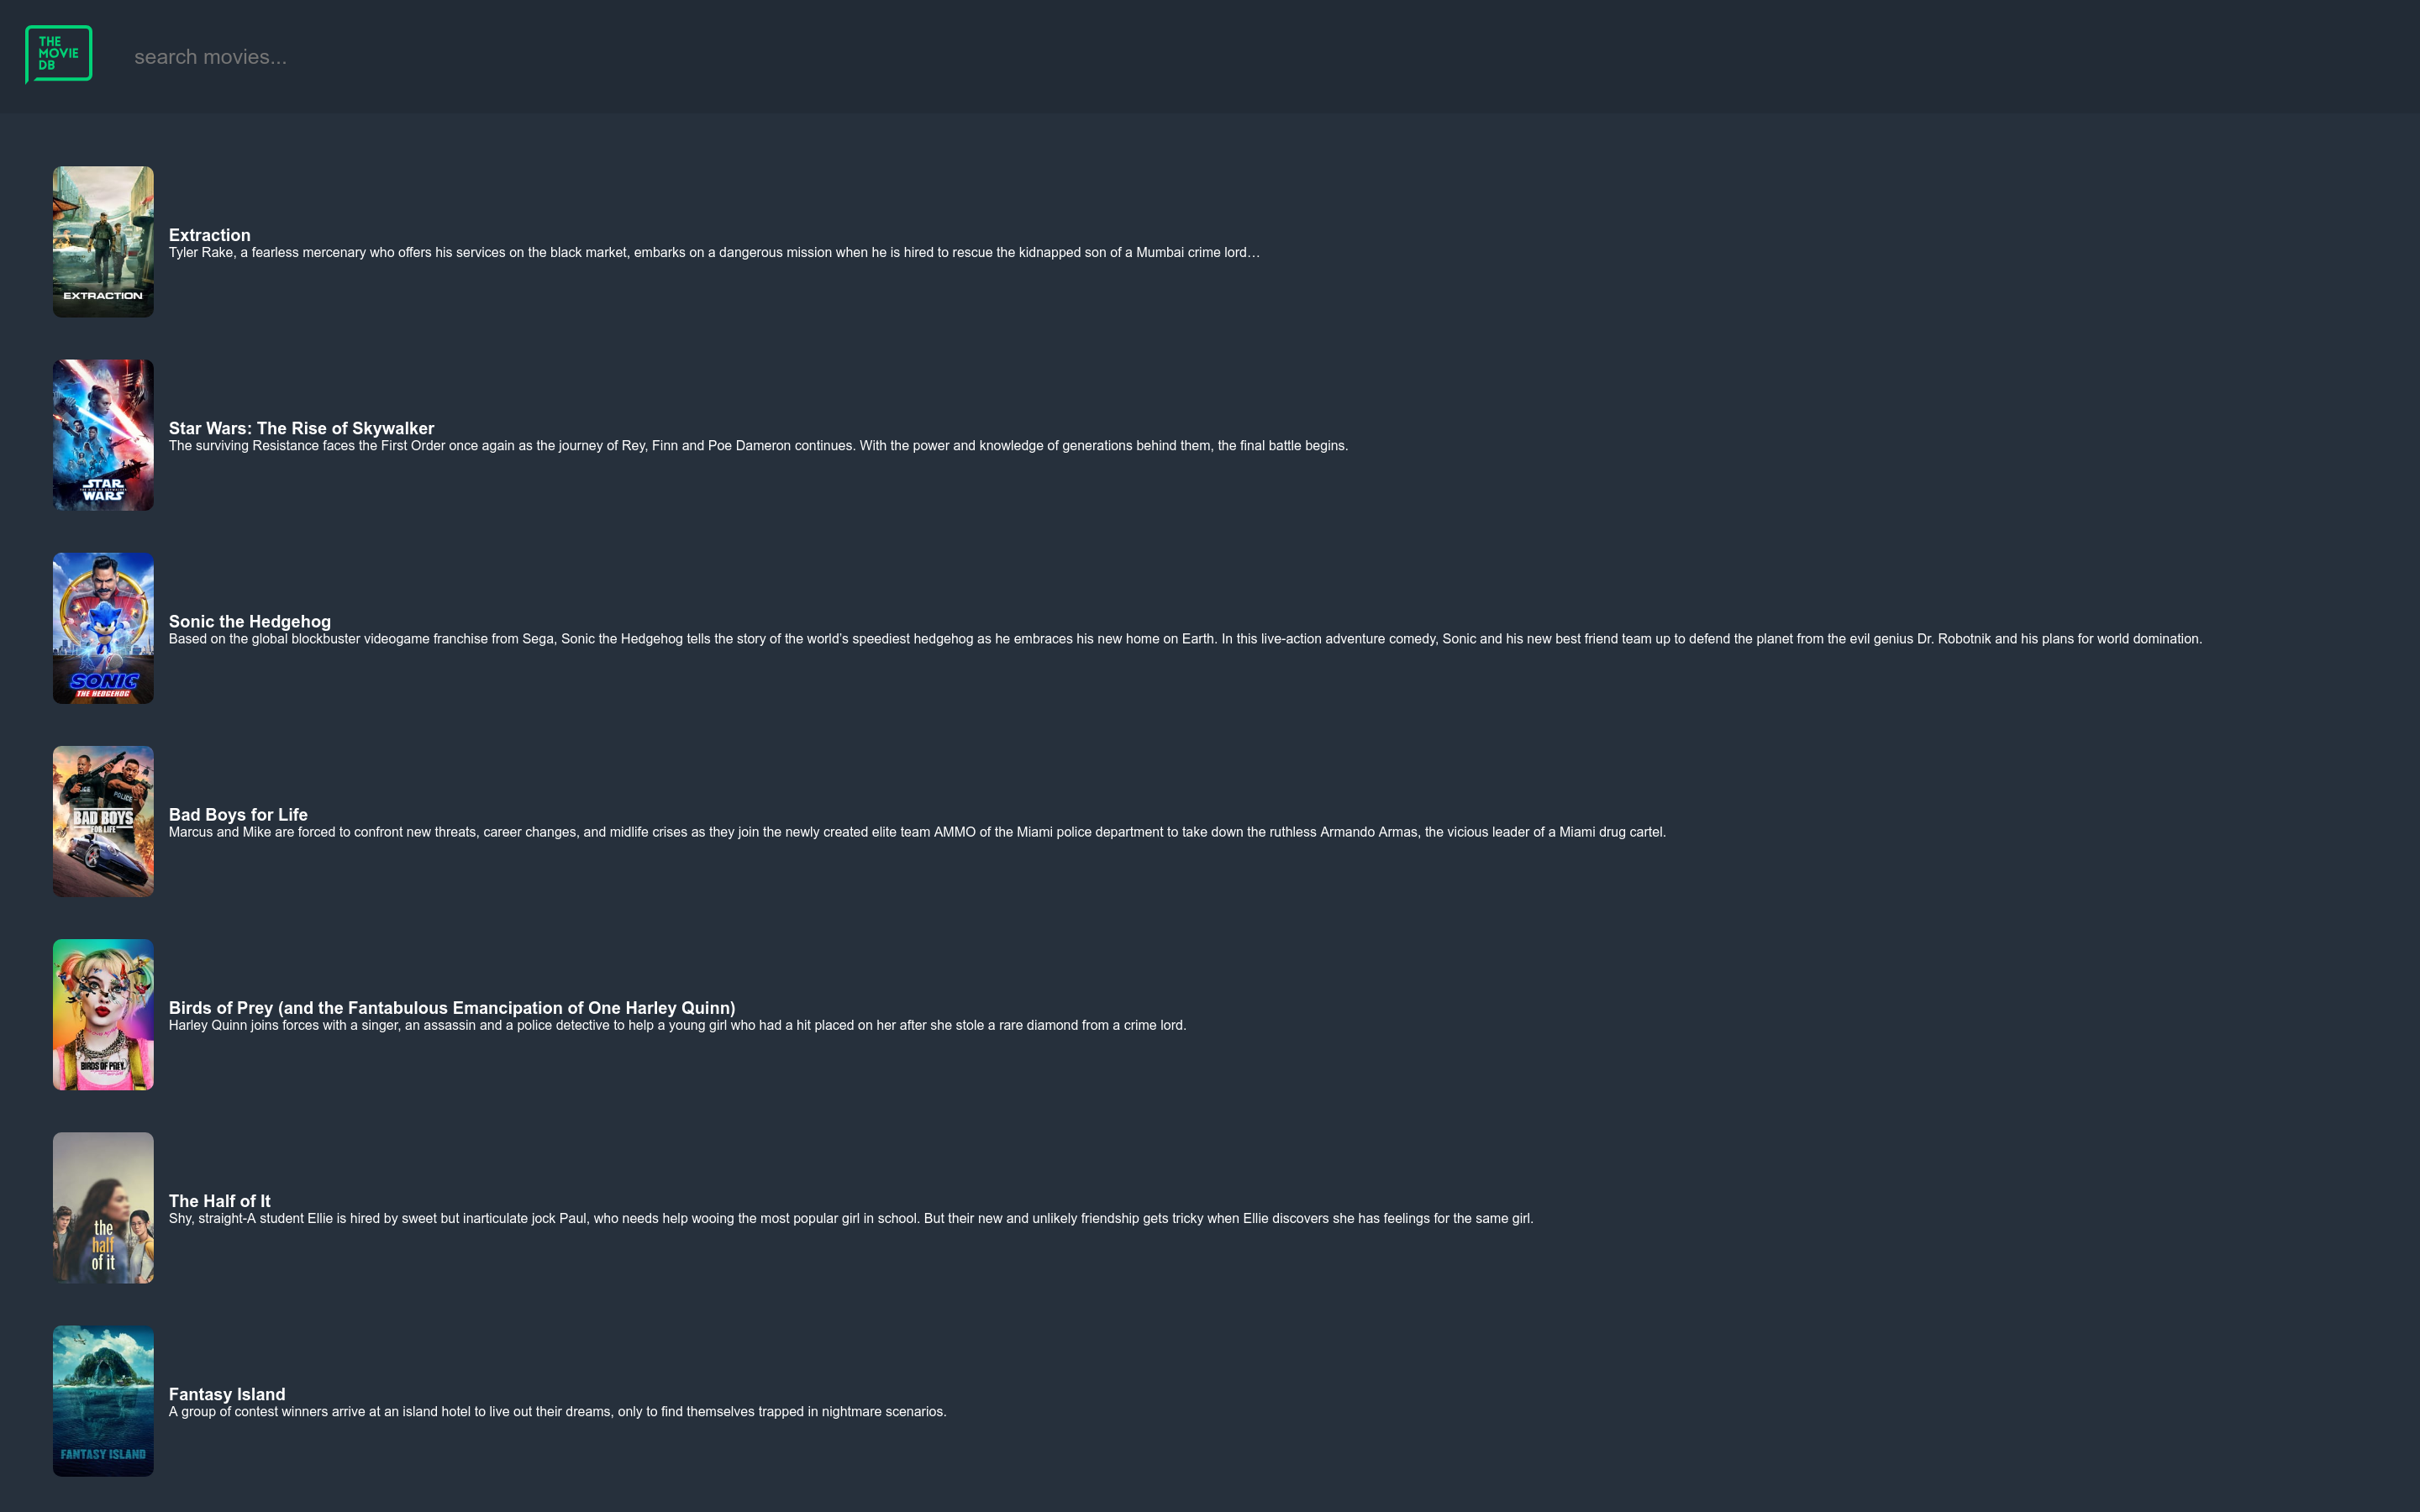 THE
MOVIE
DB
search movies...
EXTRACTION
Extraction
Tyler Rake, a fearless mercenary who offers his services on the black market, embarks on a dangerous mission when he is hired to rescue the kidnapped son of a Mumbai crime lord…
STAR
WARS
Star Wars: The Rise of Skywalker
The surviving Resistance faces the First Order once again as the journey of Rey, Finn and Poe Dameron continues. With the power and knowledge of generations behind them, the final battle begins.
SONIC
THE HEDGEHOG
Sonic the Hedgehog
Based on the global blockbuster videogame franchise from Sega, Sonic the Hedgehog tells the story of the world’s speediest hedgehog as he embraces his new home on Earth. In this live-action adventure comedy, Sonic and his new best friend team up to defend the planet from the evil genius Dr. Robotnik and his plans for world domination.
POLICE
BAD BOYS
FOR LIFE
Bad Boys for Life
Marcus and Mike are forced to confront new threats, career changes, and midlife crises as they join the newly created elite team AMMO of the Miami police department to take down the ruthless Armando Armas, the vicious leader of a Miami drug cartel.
BIRDS OF PREY
Birds of Prey (and the Fantabulous Emancipation of One Harley Quinn)
Harley Quinn joins forces with a singer, an assassin and a police detective to help a young girl who had a hit placed on her after she stole a rare diamond from a crime lord.
the
half
of it
The Half of It
Shy, straight-A student Ellie is hired by sweet but inarticulate jock Paul, who needs help wooing the most popular girl in school. But their new and unlikely friendship gets tricky when Ellie discovers she has feelings for the same girl.
FANTASY ISLAND
Fantasy Island
A group of contest winners arrive at an island hotel to live out their dreams, only to find themselves trapped in nightmare scenarios.